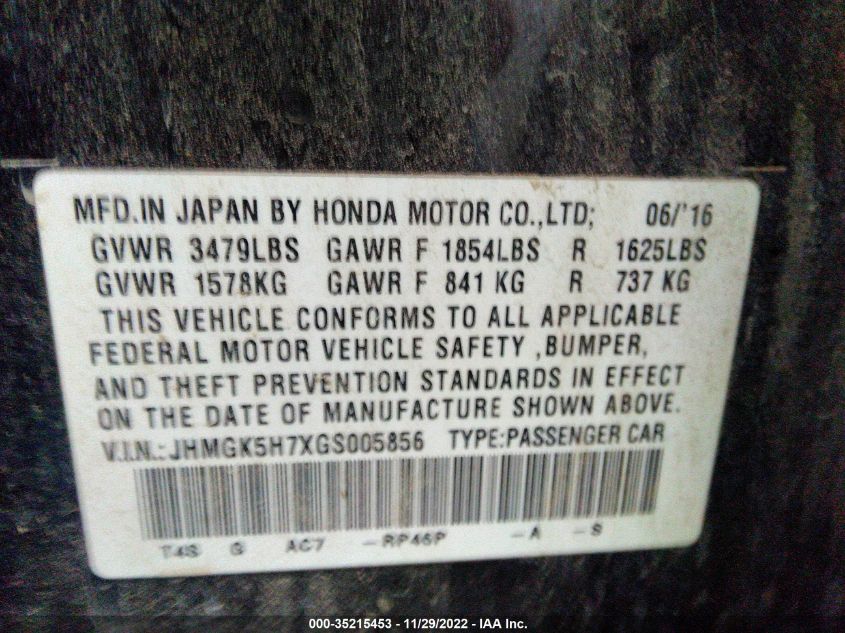 MFD.IN JAPAN BY HONDA MOTOR CO.,LTD; 06/'16
GVWR 3479LBS GAWR F 1854LBS R 1625LBS
GVWR 1578KG GAWR F 841 KG R 737 KG
THIS VEHICLE CONFORMS TO ALL APPLICABLE
FEDERAL MOTOR VEHICLE SAFETY ,BUMPER,
AND THEFT PREVENTION STANDARDS IN EFFECT
ON THE DATE OF MANUFACTURE SHOWN ABOVE.
V.I.N.: JHMGK5H7XGS005856 TYPE:PASSENGER CAR
T4S G AC7 -RP46P -A -S
000-35215453 - 11/29/2022 - IAA Inc.